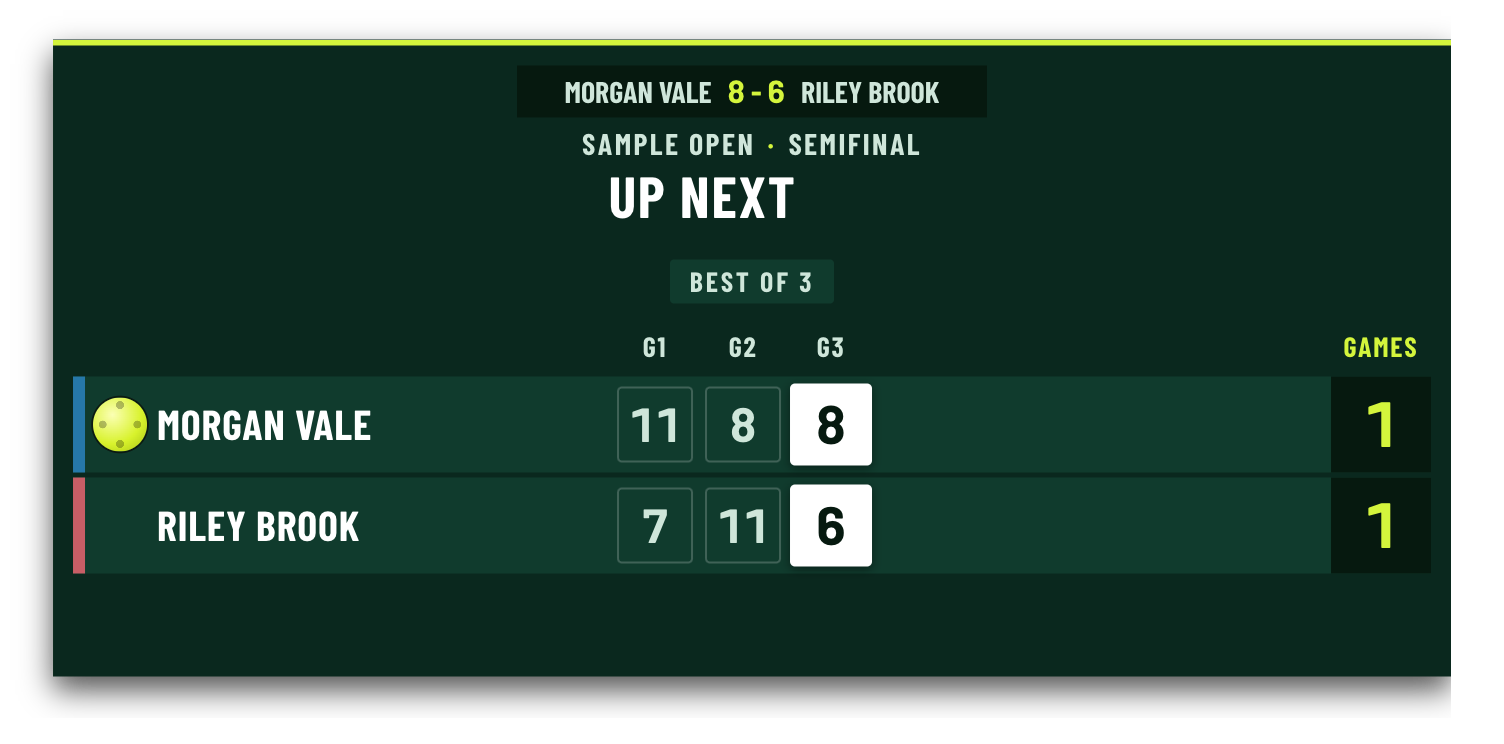 MORGAN VALE 8-6 RILEY BROOK
SAMPLE OPEN · SEMIFINAL
UP NEXT
BEST OF 3
G1 G2 G3 GAMES
MORGAN VALE 11 8 8 1
RILEY BROOK 7 11 6 1